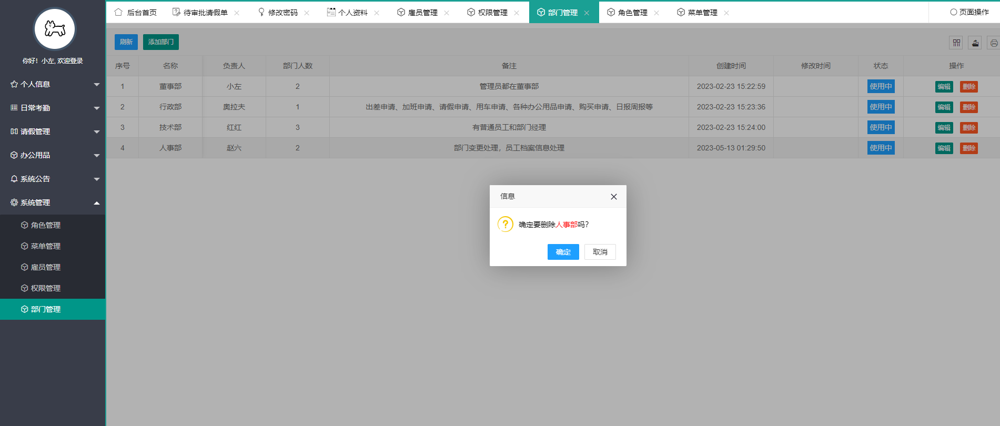 你好！小左, 欢迎登录
个人信息
日常考勤
请假管理
办公用品
系统公告
系统管理
角色管理
菜单管理
雇员管理
权限管理
部门管理
后台首页 待审批请假单 修改密码 个人资料 雇员管理 权限管理 部门管理 角色管理 菜单管理 页面操作
刷新 添加部门
序号 名称 负责人 部门人数 备注 创建时间 修改时间 状态 操作
1 董事部 小左 2 管理员都在董事部 2023-02-23 15:22:59 使用中 编辑 删除
2 行政部 奥拉夫 1 出差申请、加班申请、请假申请、用车申请、各种办公用品申请、购买申请、日报周报等 2023-02-23 15:23:36 使用中 编辑 删除
3 技术部 红红 3 有普通员工和部门经理 2023-02-23 15:24:00 使用中 编辑 删除
4 人事部 赵六 2 部门变更处理，员工档案信息处理 2023-05-13 01:29:50 使用中 编辑 删除
信息
确定要删除人事部吗?
确定 取消